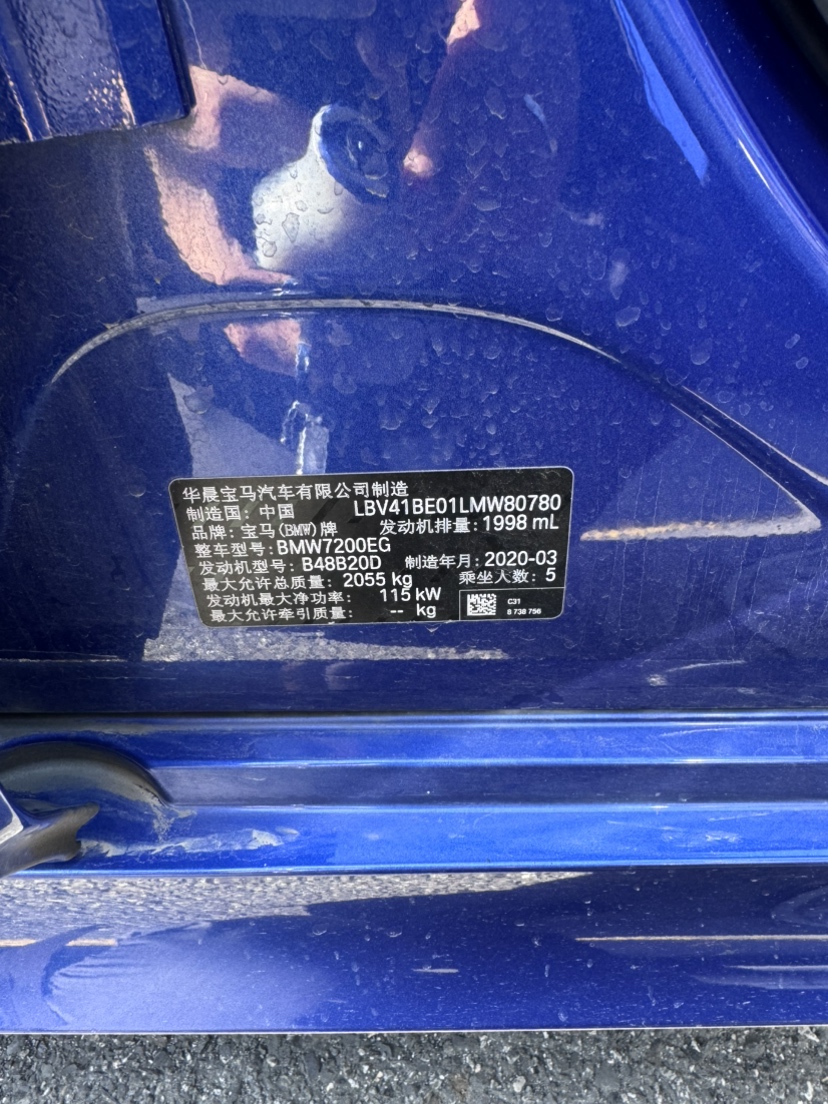 华晨宝马汽车有限公司制造
制造国: 中国 LBV41BE01LMW80780
品牌: 宝马(BMW)牌 发动机排量: 1998 mL
整车型号: BMW7200EG
发动机型号: B48B20D 制造年月: 2020-03
最大允许总质量: 2055 kg 乘坐人数: 5
发动机最大净功率: 115 kW
最大允许牵引质量: -- kg
C31
8 738 756